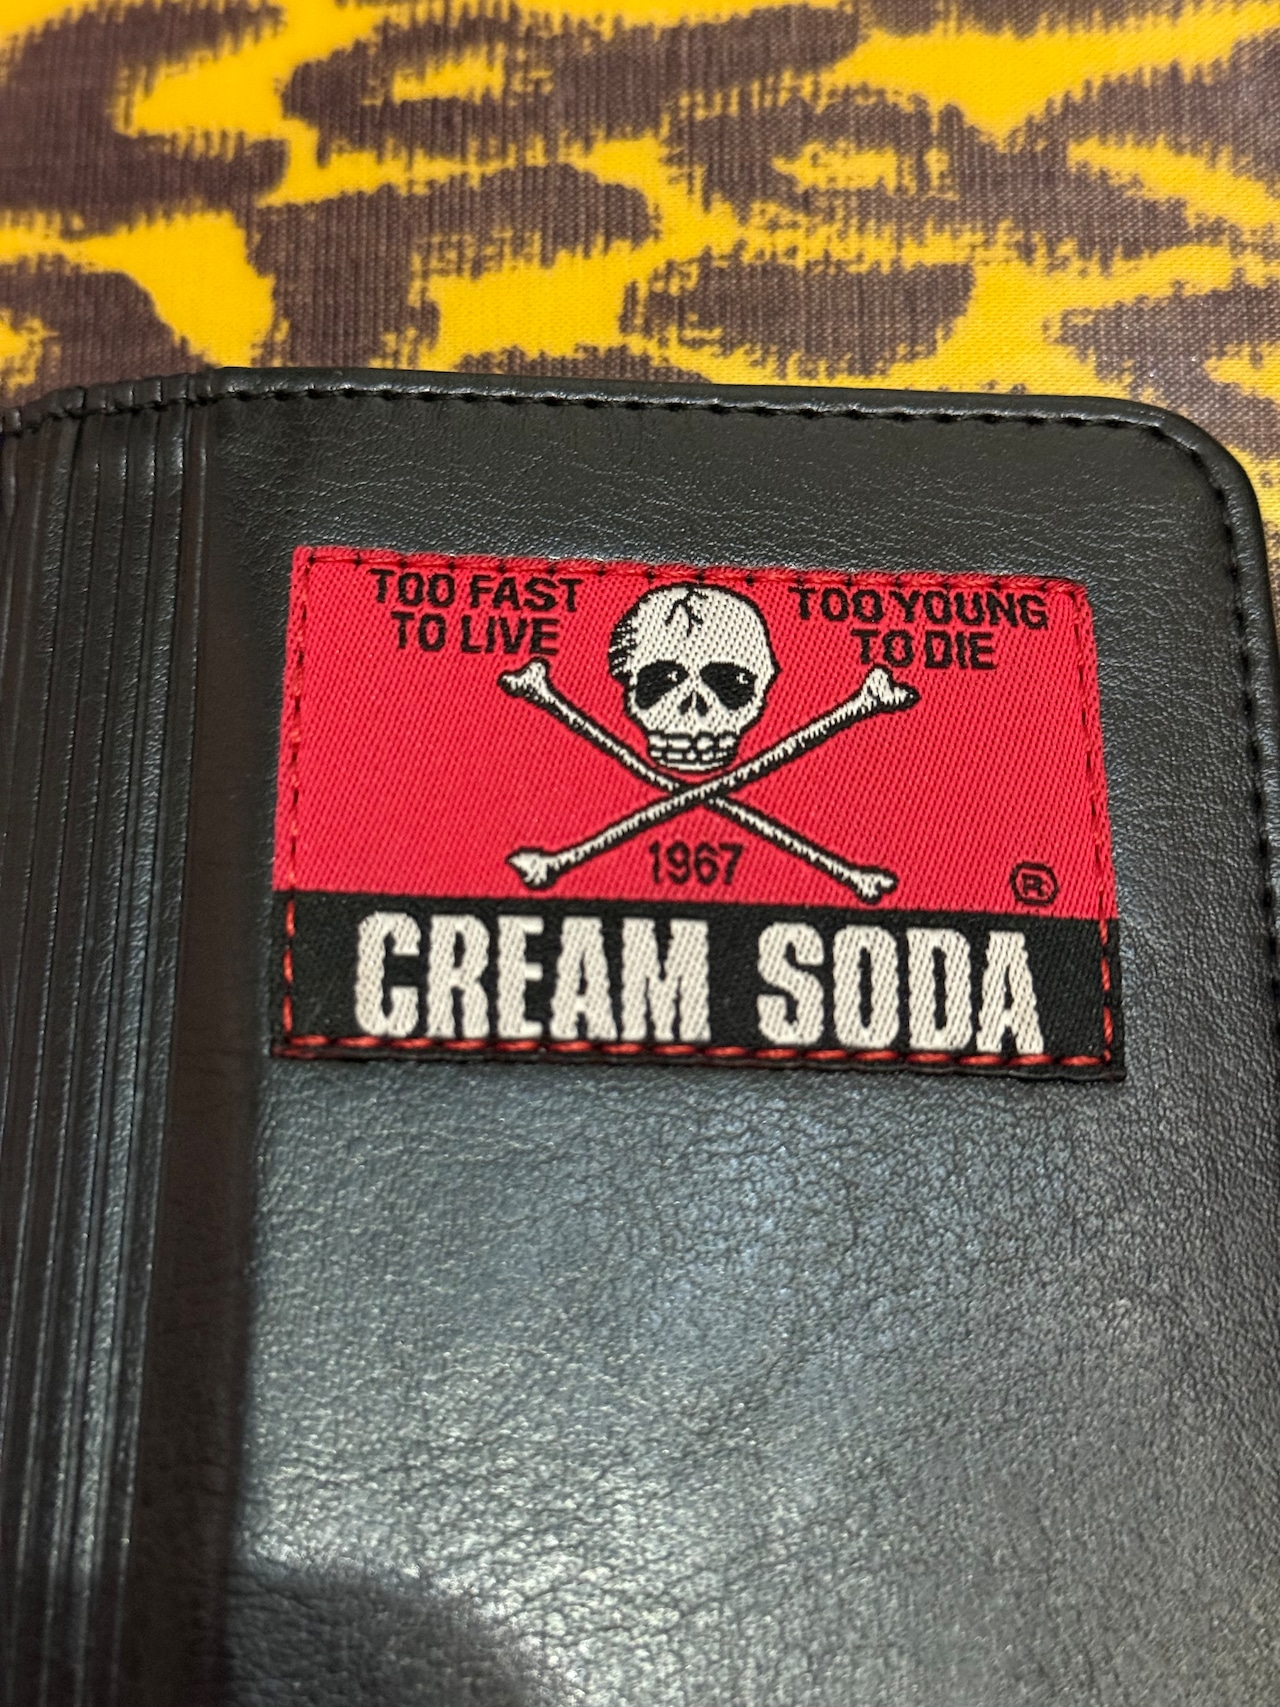 TOO FAST
TO LIVE
TOO YOUNG
TO DIE
1967
®
CREAM SODA